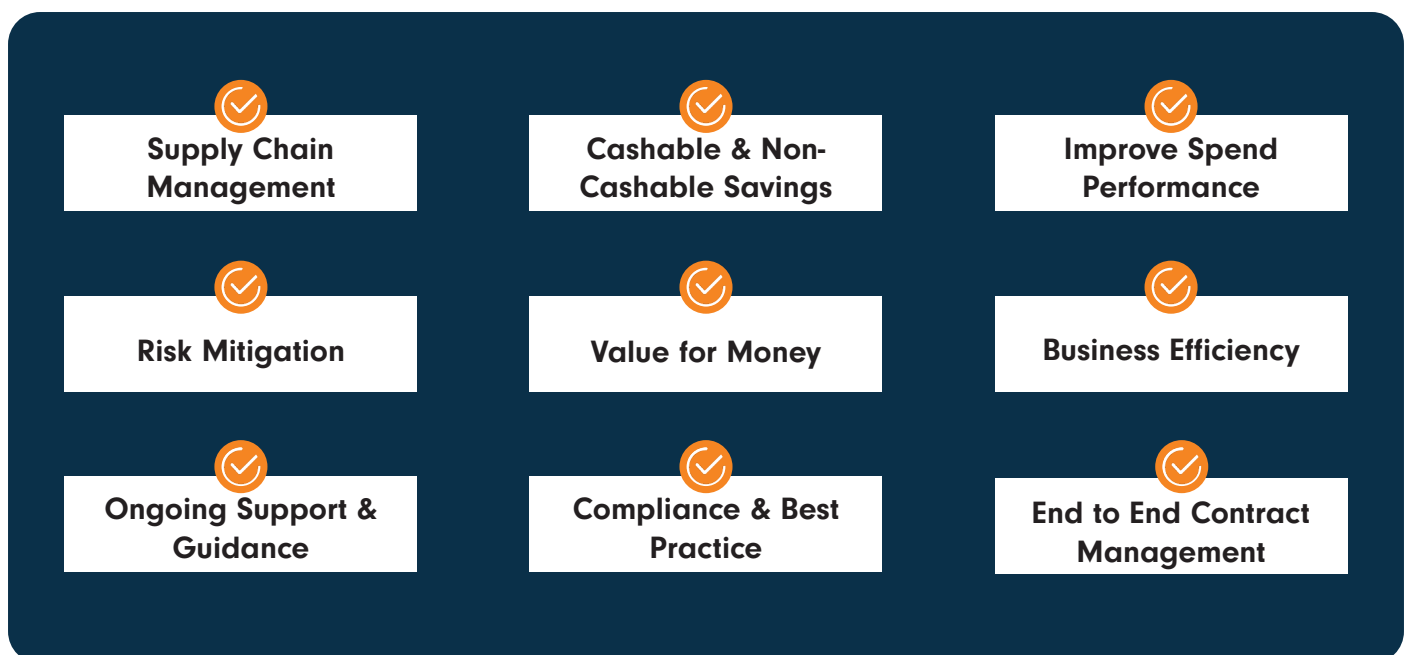 Supply Chain
Management
Cashable & Non-
Cashable Savings
Improve Spend
Performance
Risk Mitigation
Value for Money
Business Efficiency
Ongoing Support &
Guidance
Compliance & Best
Practice
End to End Contract
Management